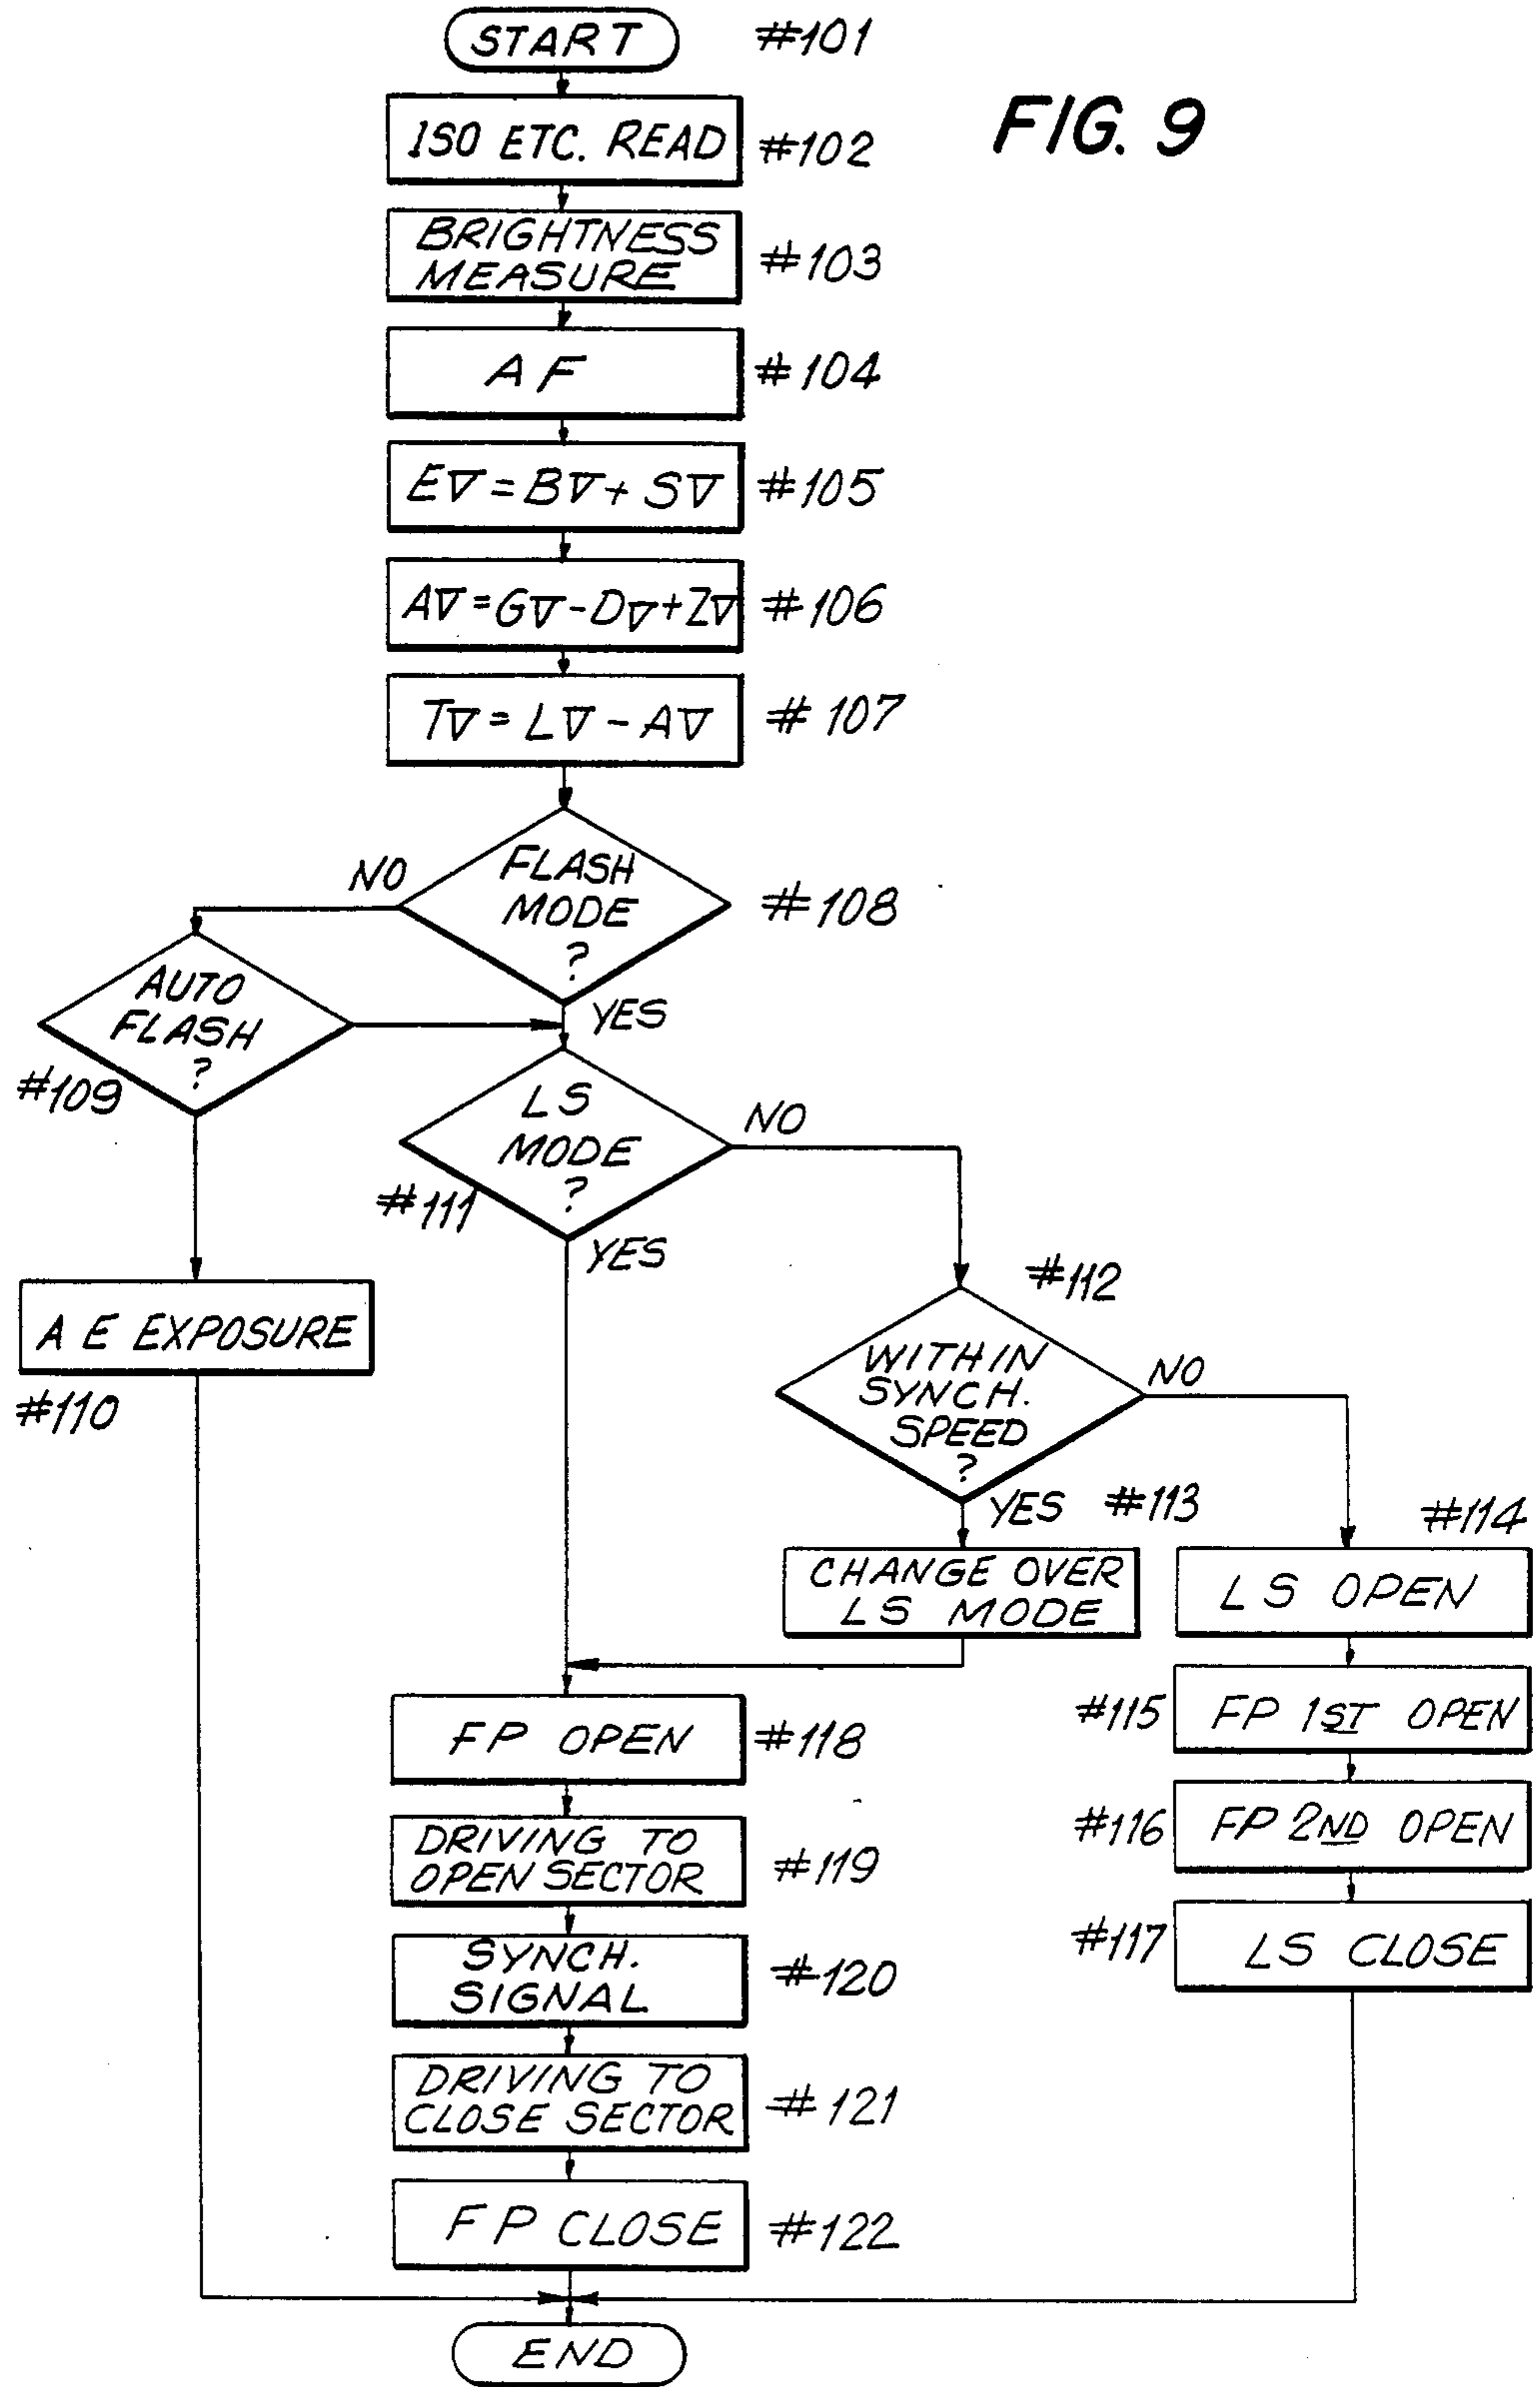 START #101
FIG. 9
ISO ETC. READ #102
BRIGHTNESS
MEASURE #103
AF #104
EV = BV + SV #105
AV = GV - DV + ZV #106
TV = LV - AV #107
FLASH
MODE
? #108
NO
YES
AUTO
FLASH
?
#109
LS
MODE
?
#111
NO
YES
A E EXPOSURE
#110
#112
WITHIN
SYNCH.
SPEED
?
NO
YES #113
#114
CHANGE OVER
LS MODE
LS OPEN
#115 FP 1ST OPEN
#116 FP 2ND OPEN
#117 LS CLOSE
FP OPEN #118
DRIVING TO
OPEN SECTOR #119
SYNCH.
SIGNAL #120
DRIVING TO
CLOSE SECTOR #121
FP CLOSE #122
END